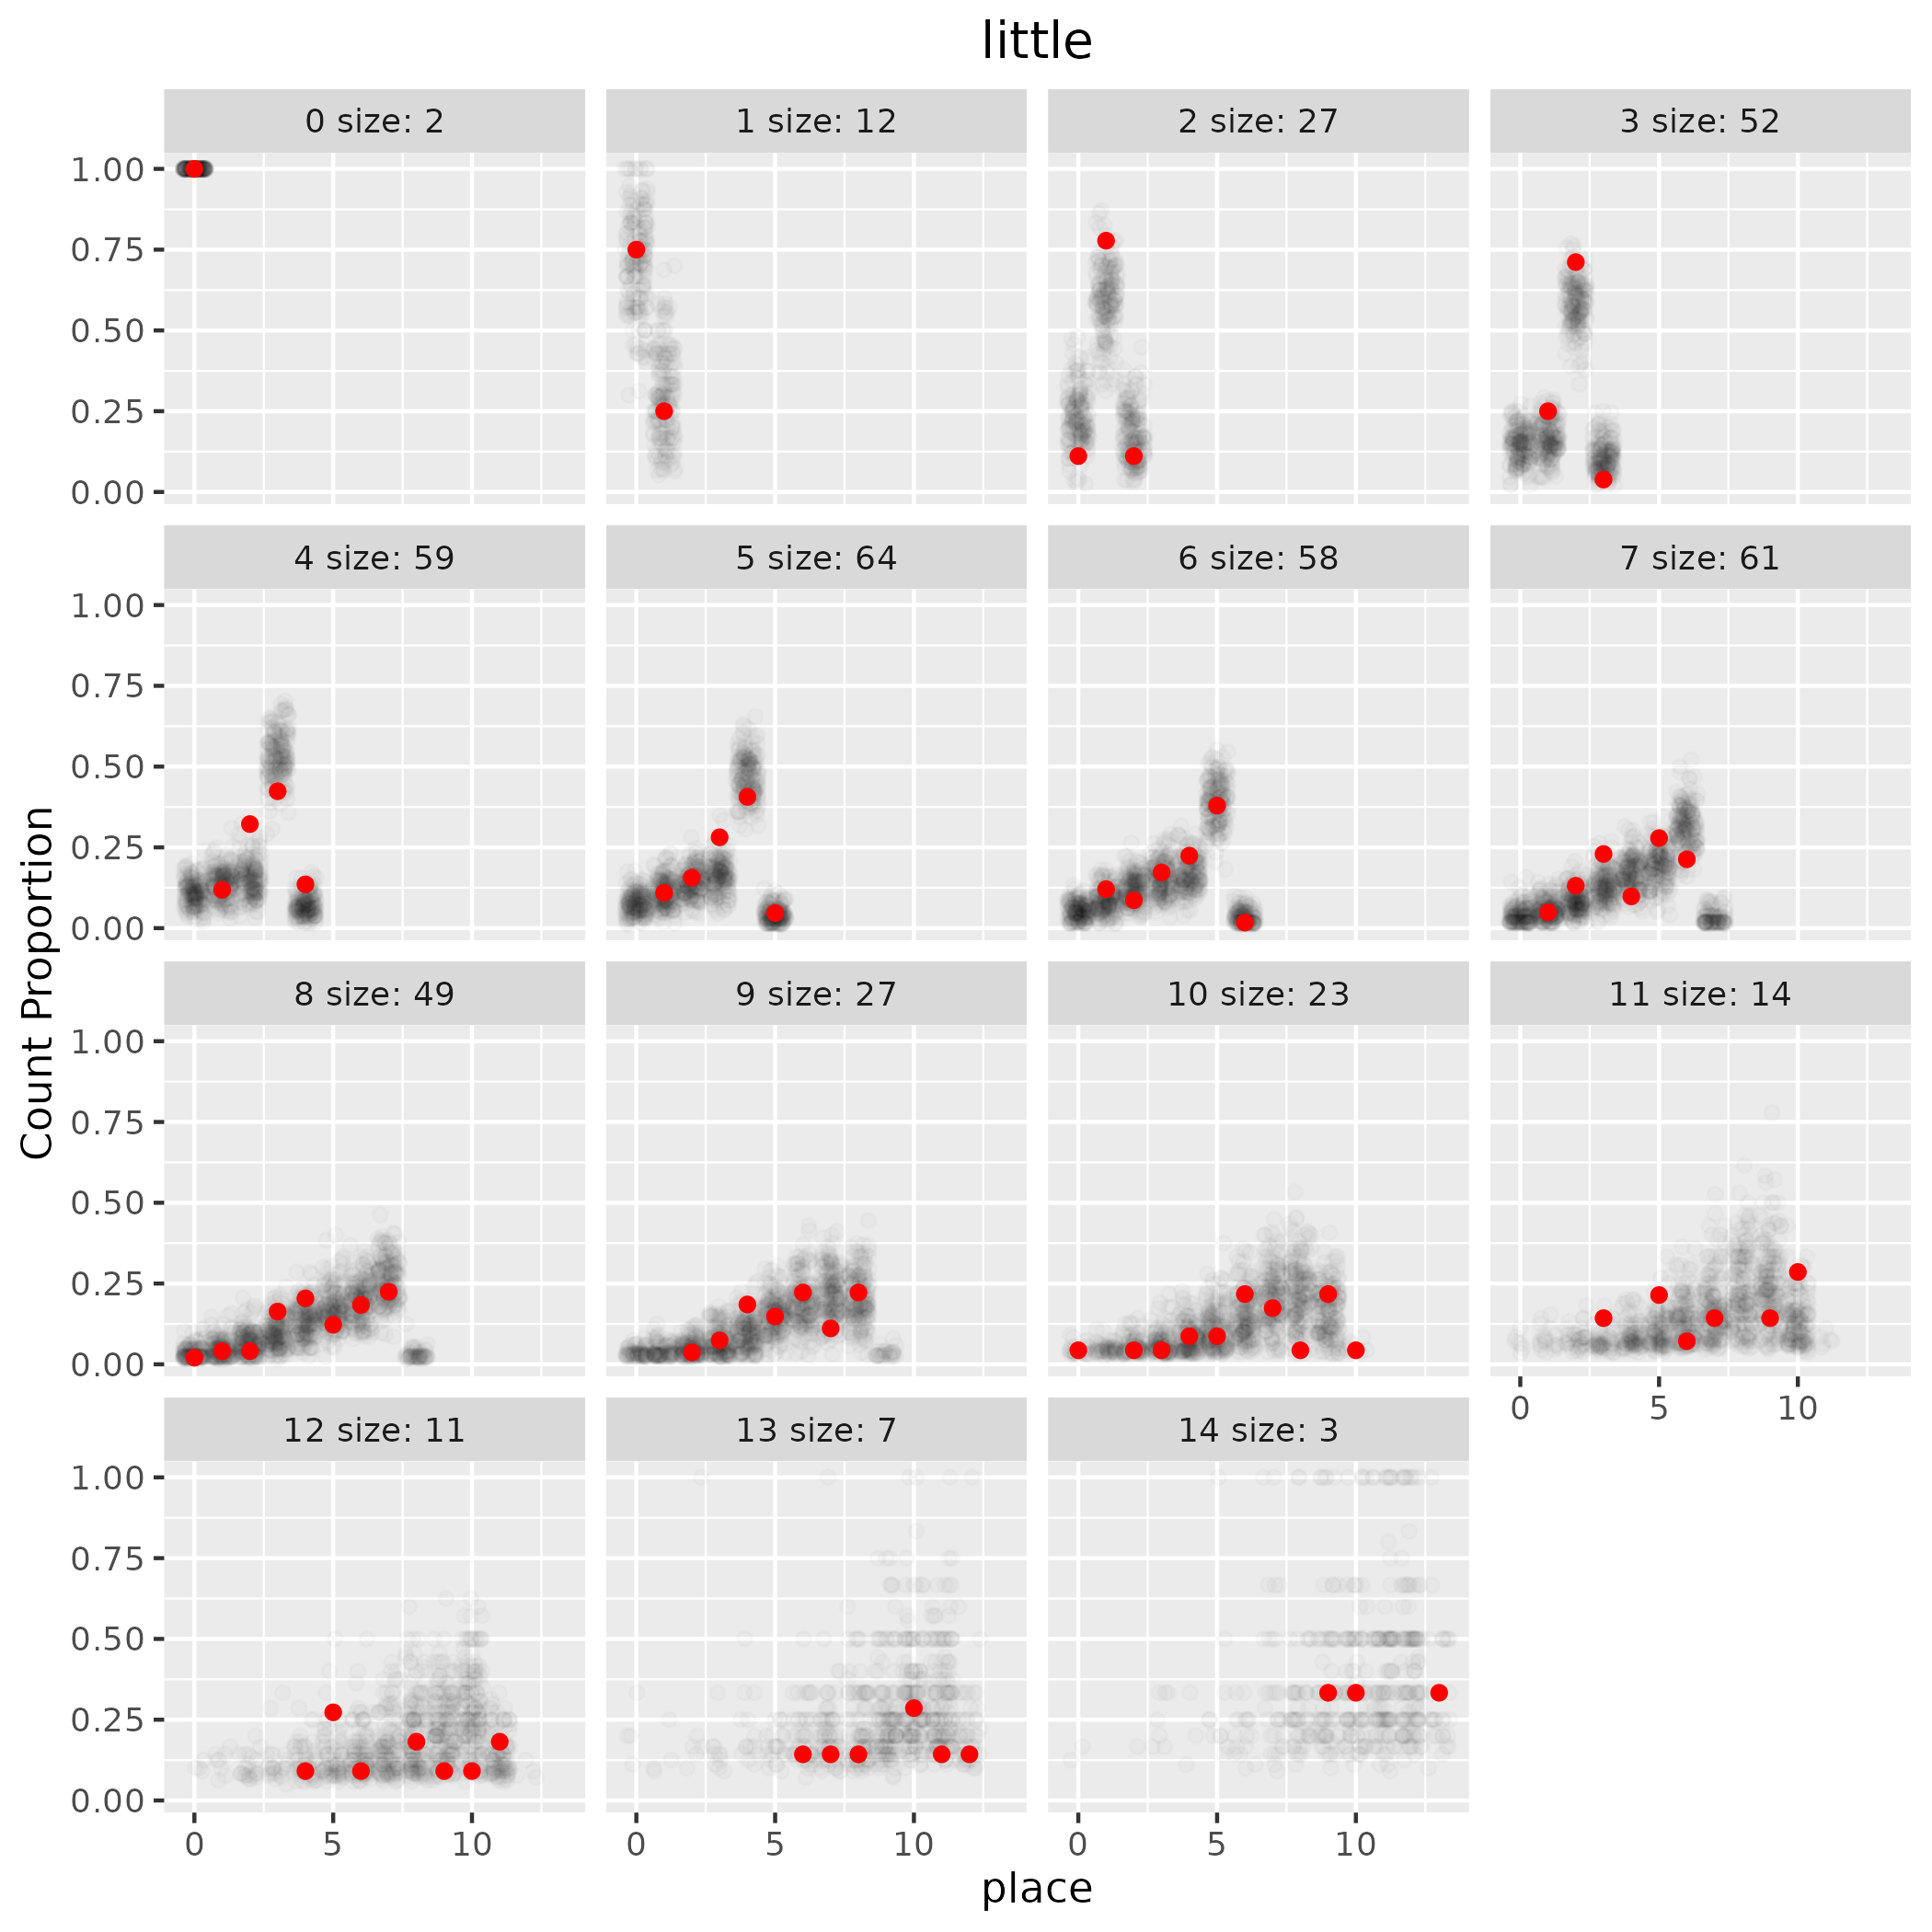 little
0 size: 2
1 size: 12
2 size: 27
3 size: 52
1.00
0.75
0.50
0.25
0.00
4 size: 59
5 size: 64
6 size: 58
7 size: 61
1.00
0.75
0.50
0.25
0.00
Count Proportion
8 size: 49
9 size: 27
10 size: 23
11 size: 14
1.00
0.75
0.50
0.25
0.00
0 5 10
12 size: 11
13 size: 7
14 size: 3
1.00
0.75
0.50
0.25
0.00
0 5 10
0 5 10
0 5 10
place